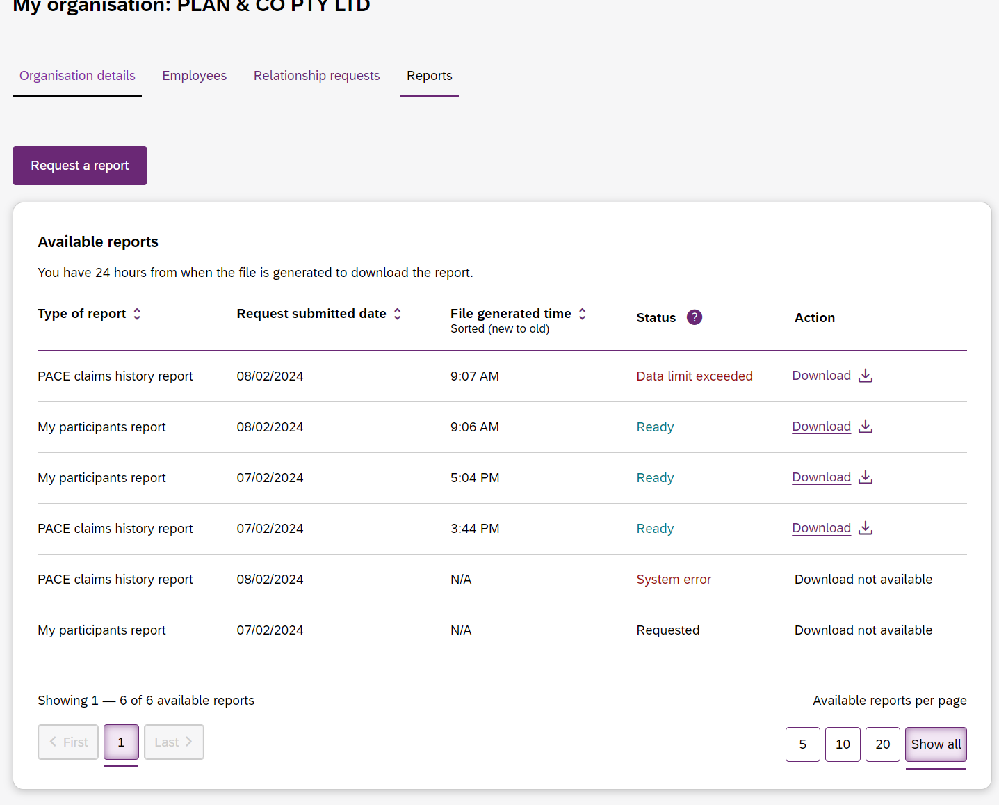 My organisation: PLAN & CO PTY LTD
Organisation details Employees Relationship requests Reports
Request a report
Available reports
You have 24 hours from when the file is generated to download the report.
Type of report Request submitted date File generated time Status ? Action
Sorted (new to old)
PACE claims history report 08/02/2024 9:07 AM Data limit exceeded Download
My participants report 08/02/2024 9:06 AM Ready Download
My participants report 07/02/2024 5:04 PM Ready Download
PACE claims history report 07/02/2024 3:44 PM Ready Download
PACE claims history report 08/02/2024 N/A System error Download not available
My participants report 07/02/2024 N/A Requested Download not available
Showing 1 — 6 of 6 available reports Available reports per page
First 1 Last 5 10 20 Show all